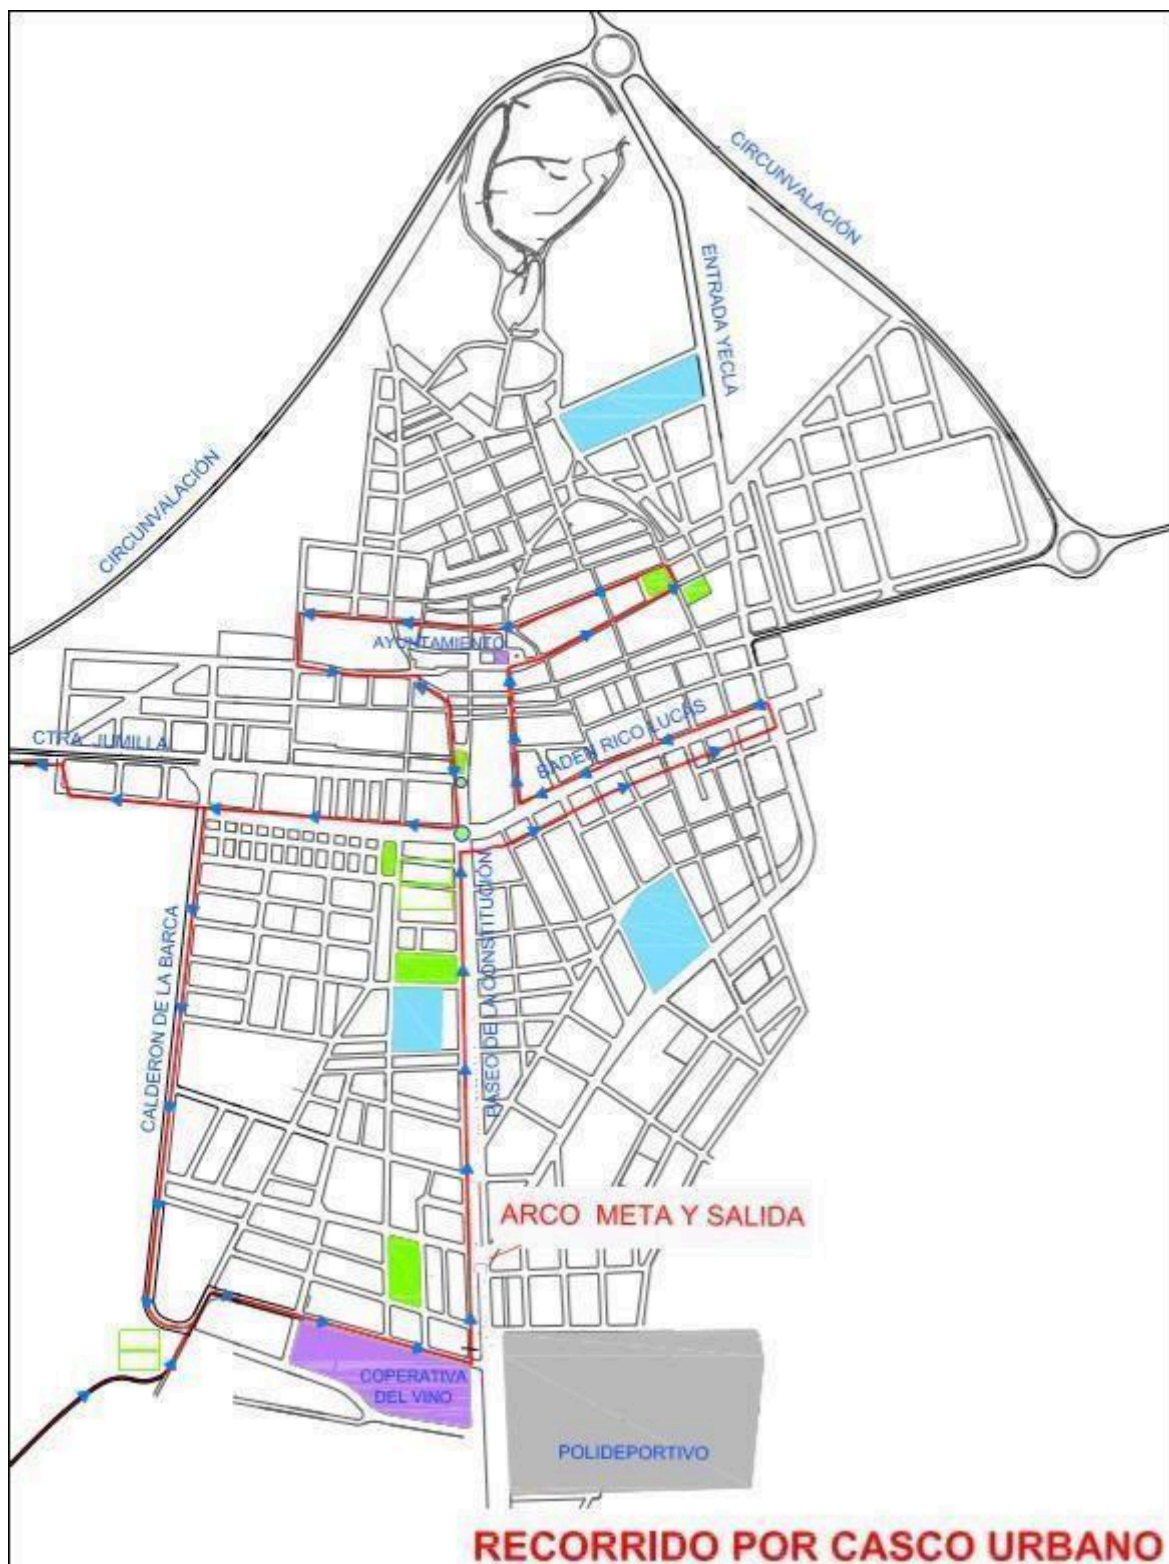 CIRCUNVALACIÓN
ENTRADA YECLA
CIRCUNVALACIÓN
AYUNTAMIENTO
BADEN RICO LUCAS
CTRA JUMILLA
CALDERON DE LA BARCA
PASEO DE LA CONSTITUCIÓN
ARCO META Y SALIDA
COPERATIVA
DEL VINO
POLIDEPORTIVO
RECORRIDO POR CASCO URBANO